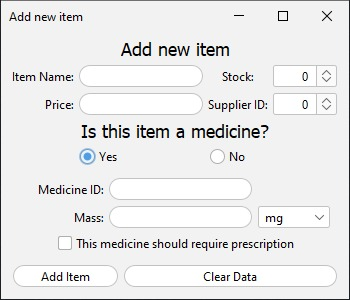 Add new item
Add new item
Item Name: Stock: 0
Price: Supplier ID: 0
Is this item a medicine?
Yes No
Medicine ID:
Mass: mg
This medicine should require prescription
Add Item Clear Data